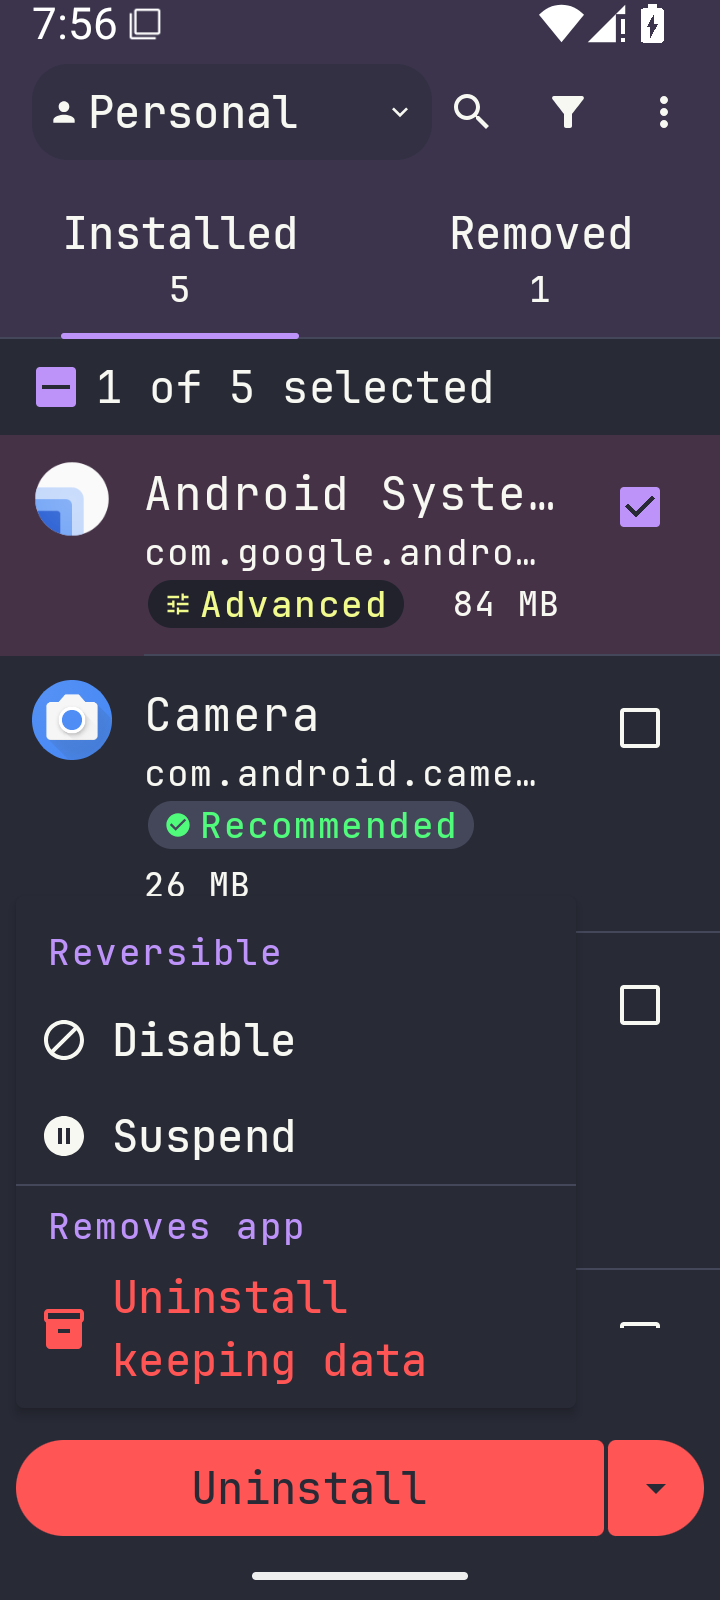 7:56
Personal
Installed
5
Removed
1
1 of 5 selected
Android Syste…
com.google.andro…
Advanced
84 MB
Camera
com.android.came…
Recommended
26 MB
Reversible
Disable
Suspend
Removes app
Uninstall
keeping data
Uninstall